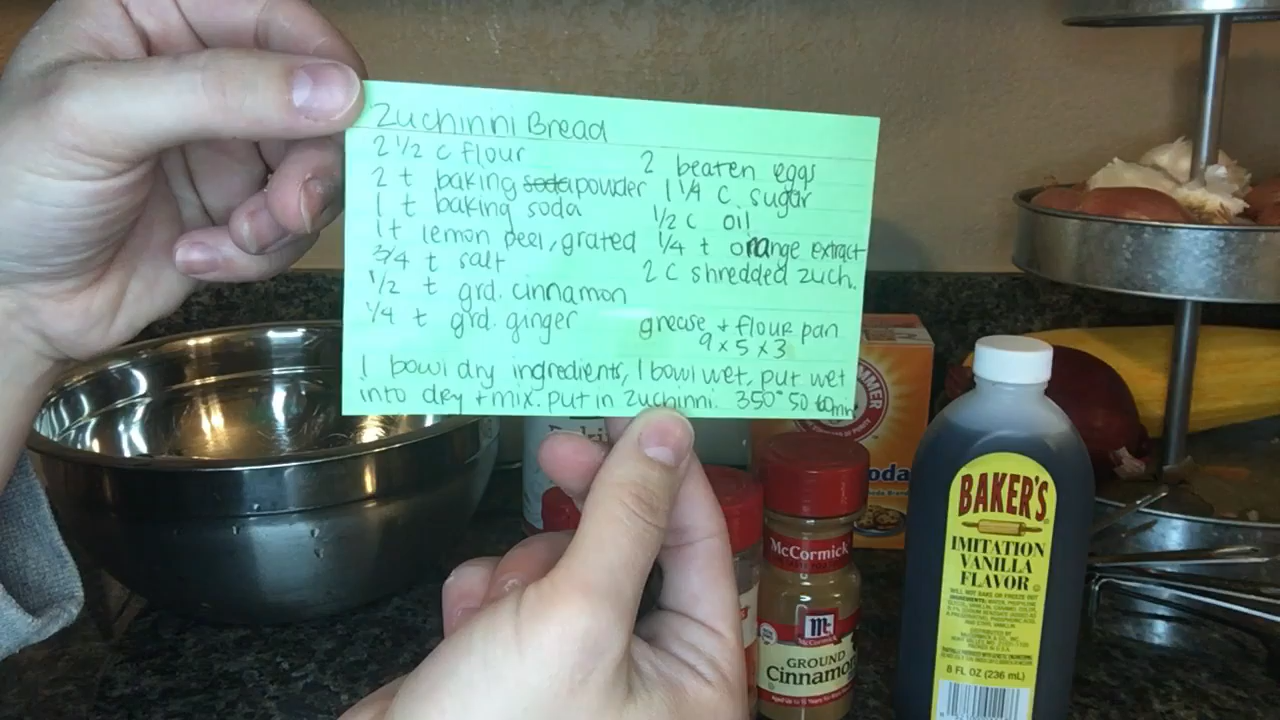 Zuchinni Bread
2 1/2 c flour
2 t baking soda powder
1 t baking soda
1 t lemon peel, grated
3/4 t salt
1/2 t grd. cinnamon
1/4 t grd. ginger
2 beaten eggs
1 1/4 C. sugar
1/2 C oil
1/4 t orange extract
2 C shredded zuch.
grease + flour pan
9 x 5 x 3
1 bowl dry ingredients, 1 bowl wet, put wet
into dry + mix. put in zuchinni. 350° 50 60min
McCormick
McCormick
GROUND
Cinnamon
BAKER'S
IMITATION
VANILLA
FLAVOR
8 FL OZ (236 mL)